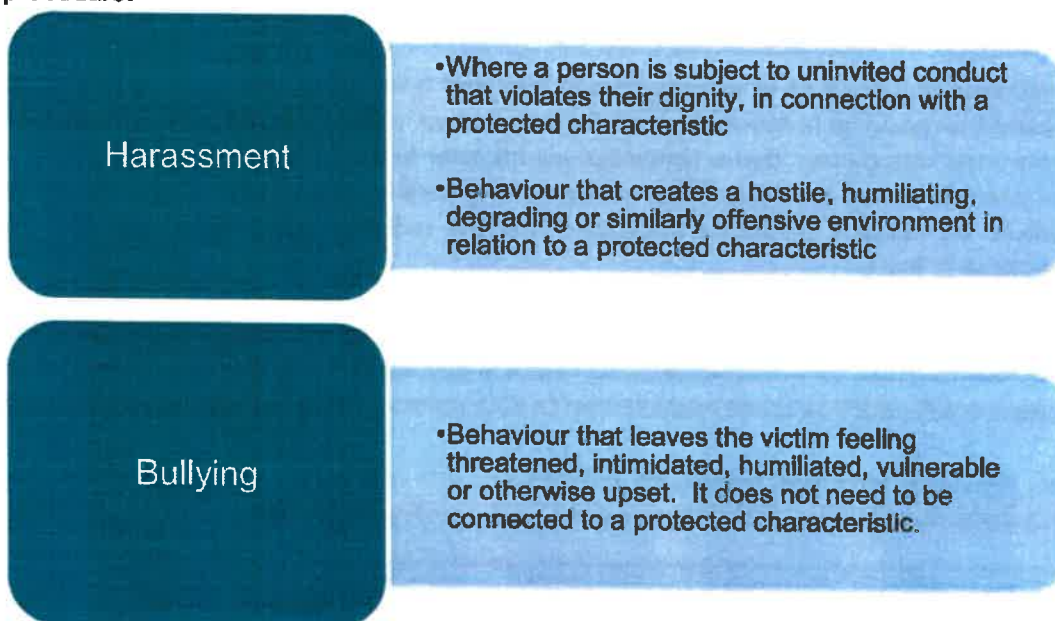 Harassment
•Where a person is subject to uninvited conduct
that violates their dignity, in connection with a
protected characteristic
•Behaviour that creates a hostile, humiliating,
degrading or similarly offensive environment in
relation to a protected characteristic
Bullying
•Behaviour that leaves the victim feeling
threatened, intimidated, humiliated, vulnerable
or otherwise upset. It does not need to be
connected to a protected characteristic.